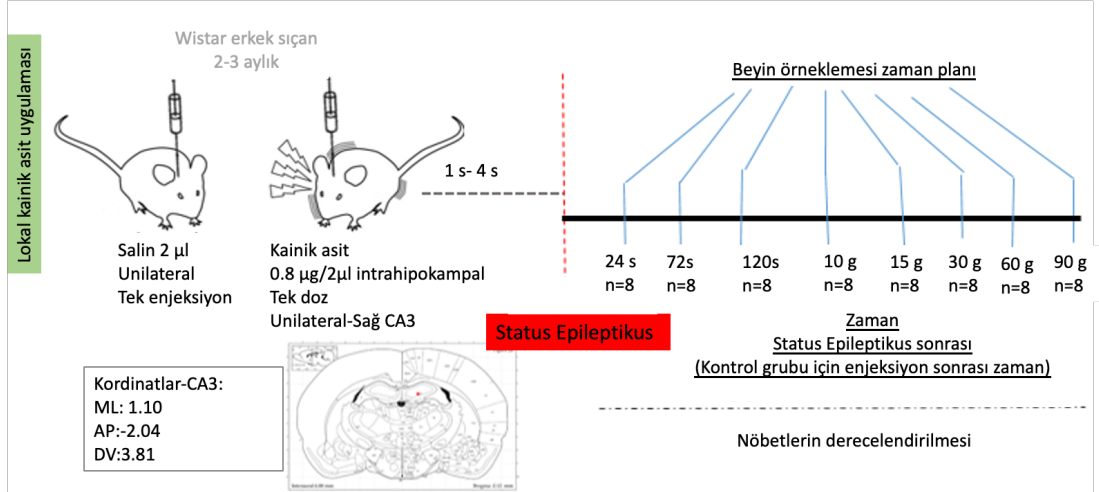 Lokal kainik asit uygulaması
Wistar erkek sıçan
2-3 aylık
Salin 2 µl
Unilateral
Tek enjeksiyon
Kainik asit
0.8 µg/2µl intrahipokampal
Tek doz
Unilateral-Sağ CA3
1 s- 4 s
Status Epileptikus
Kordinatlar-CA3:
ML: 1.10
AP:-2.04
DV:3.81
Beyin örneklemesi zaman planı
24 s 72s 120s 10 g 15 g 30 g 60 g 90 g
n=8 n=8 n=8 n=8 n=8 n=8 n=8 n=8
Zaman
Status Epileptikus sonrası
(Kontrol grubu için enjeksiyon sonrası zaman)
Nöbetlerin derecelendirilmesi